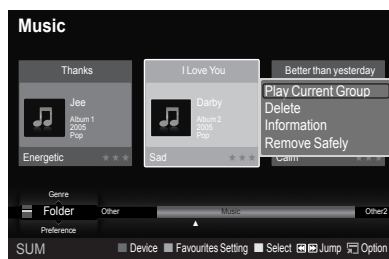 Music
Thanks
I Love You
Better than yesterday
Jee
Album 1
2005
Pop
Darby
Album2
2005
Pop
Play Current Group
Delete
Information
Remove Safely
Energetic
Sad
Calm
Genre
Folder
Other
Music
Other2
Preference
SUM
Device
Favourites Setting
Select
Jump
Option